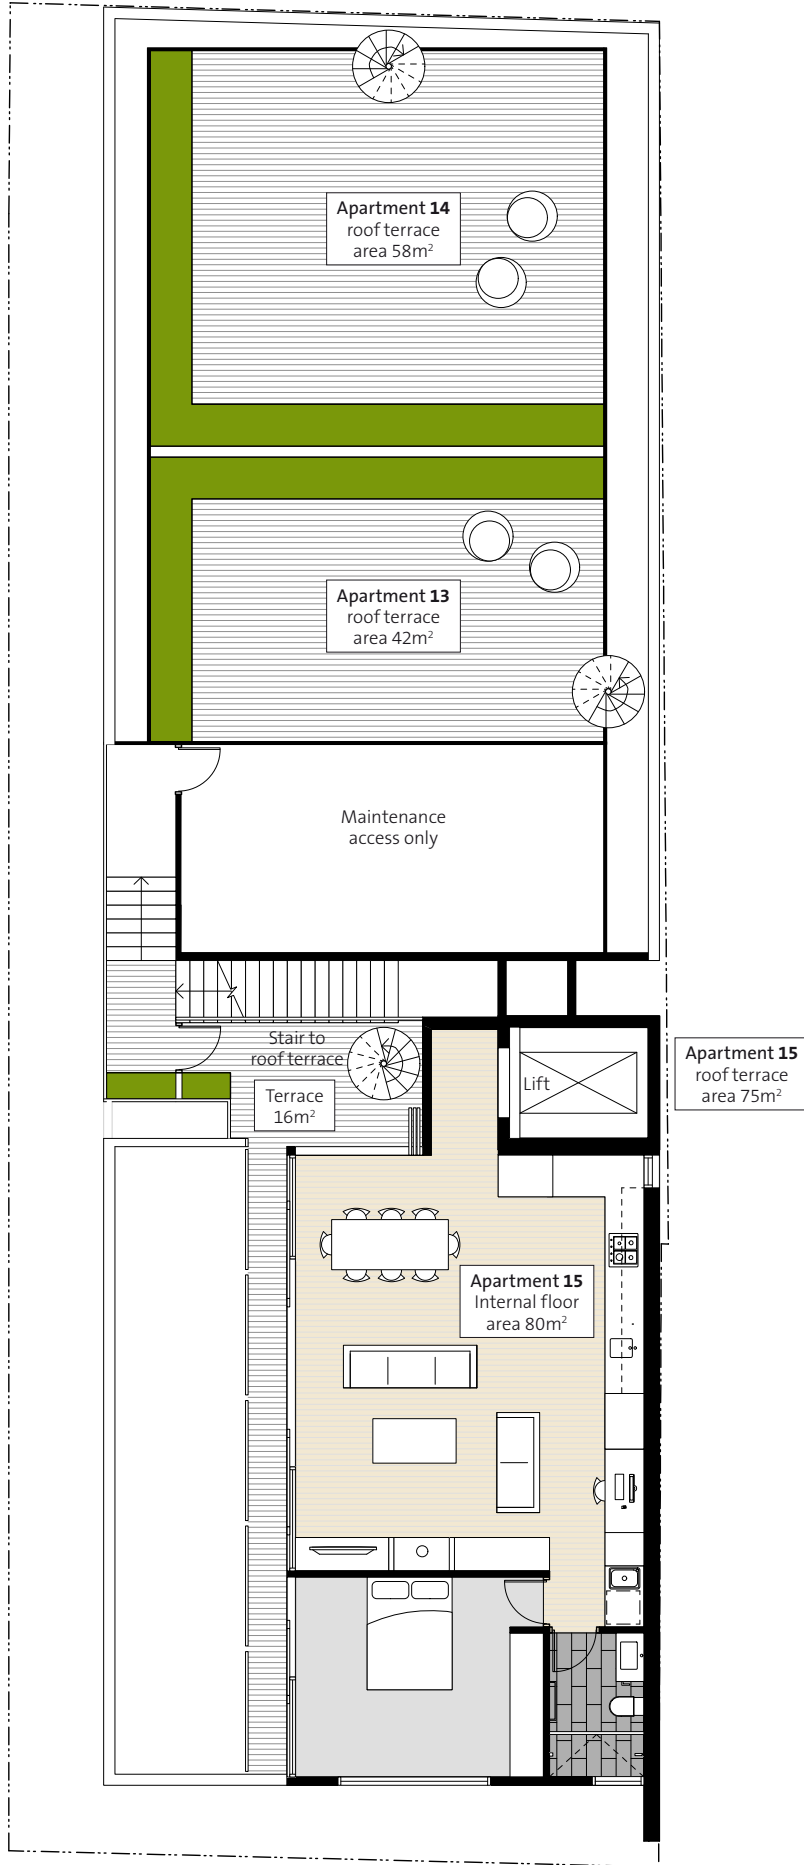 Apartment 14
roof terrace
area 58m²
Apartment 13
roof terrace
area 42m²
Maintenance
access only
Stair to
roof terrace
Terrace
16m²
Lift
Apartment 15
roof terrace
area 75m²
Apartment 15
Internal floor
area 80m²